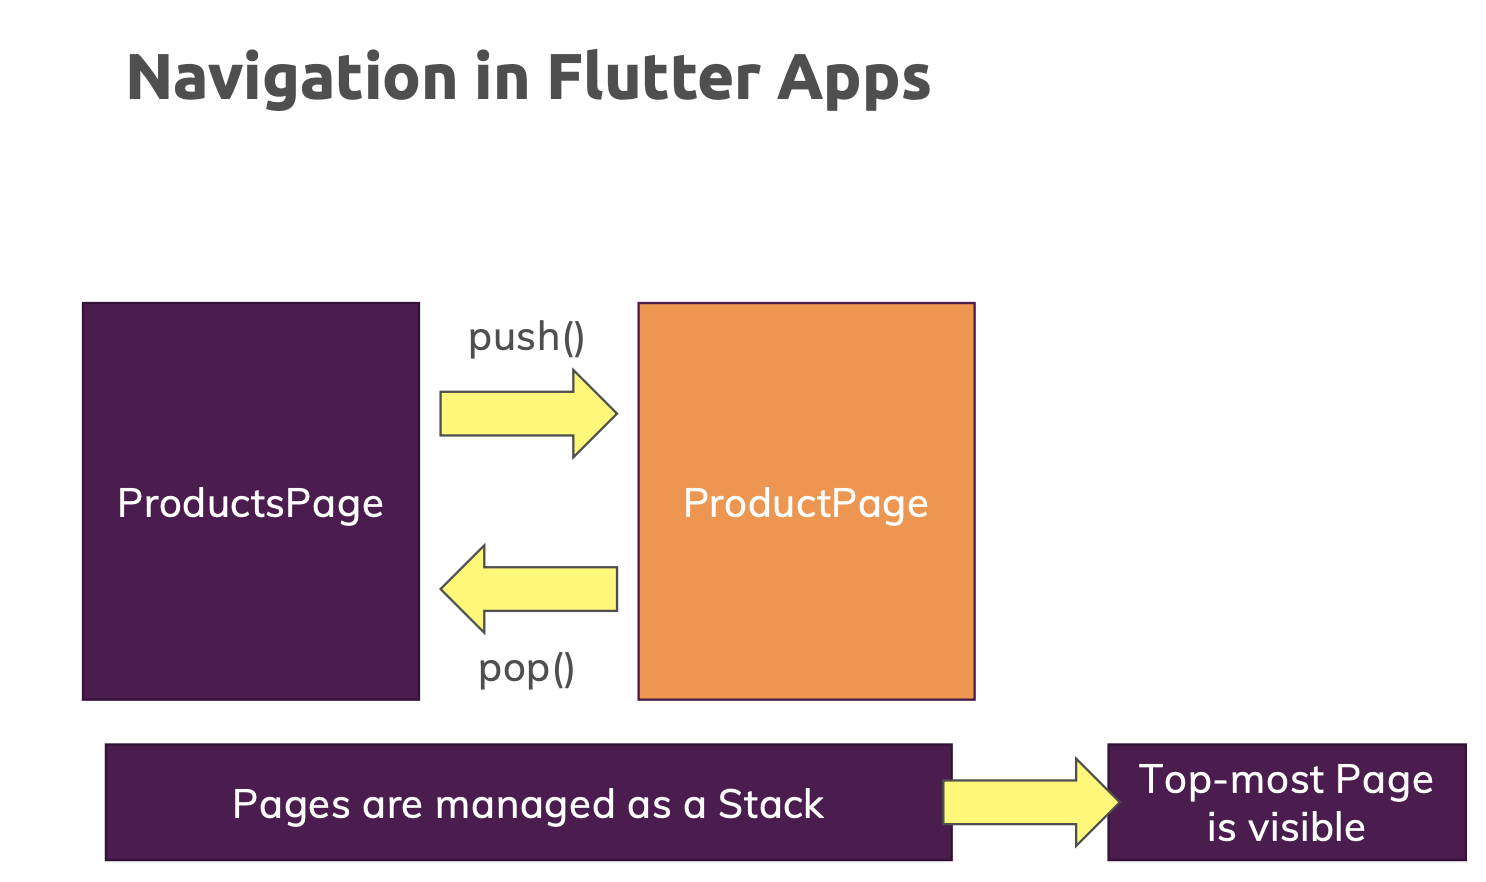 Navigation in Flutter Apps
push()
ProductsPage
ProductPage
pop()
Pages are managed as a Stack
Top-most Page
is visible